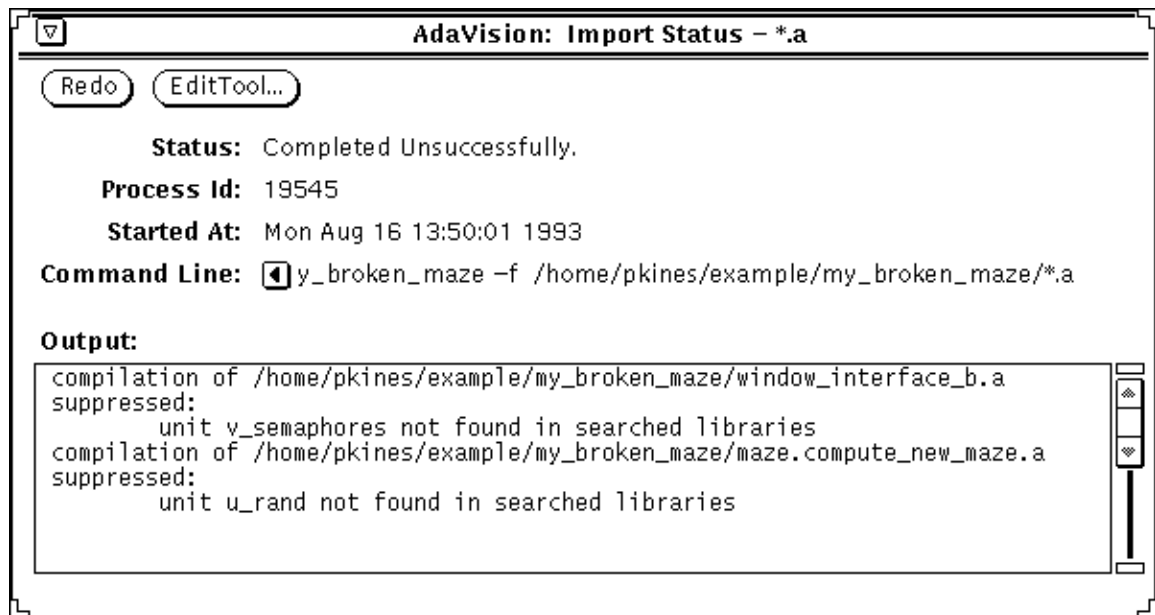 AdaVision: Import Status – *.a
Redo EditTool...
Status: Completed Unsuccessfully.
Process Id: 19545
Started At: Mon Aug 16 13:50:01 1993
Command Line: y_broken_maze –f /home/pkines/example/my_broken_maze/*.a
Output:
compilation of /home/pkines/example/my_broken_maze/window_interface_b.a
suppressed:
unit v_semaphores not found in searched libraries
compilation of /home/pkines/example/my_broken_maze/maze.compute_new_maze.a
suppressed:
unit u_rand not found in searched libraries